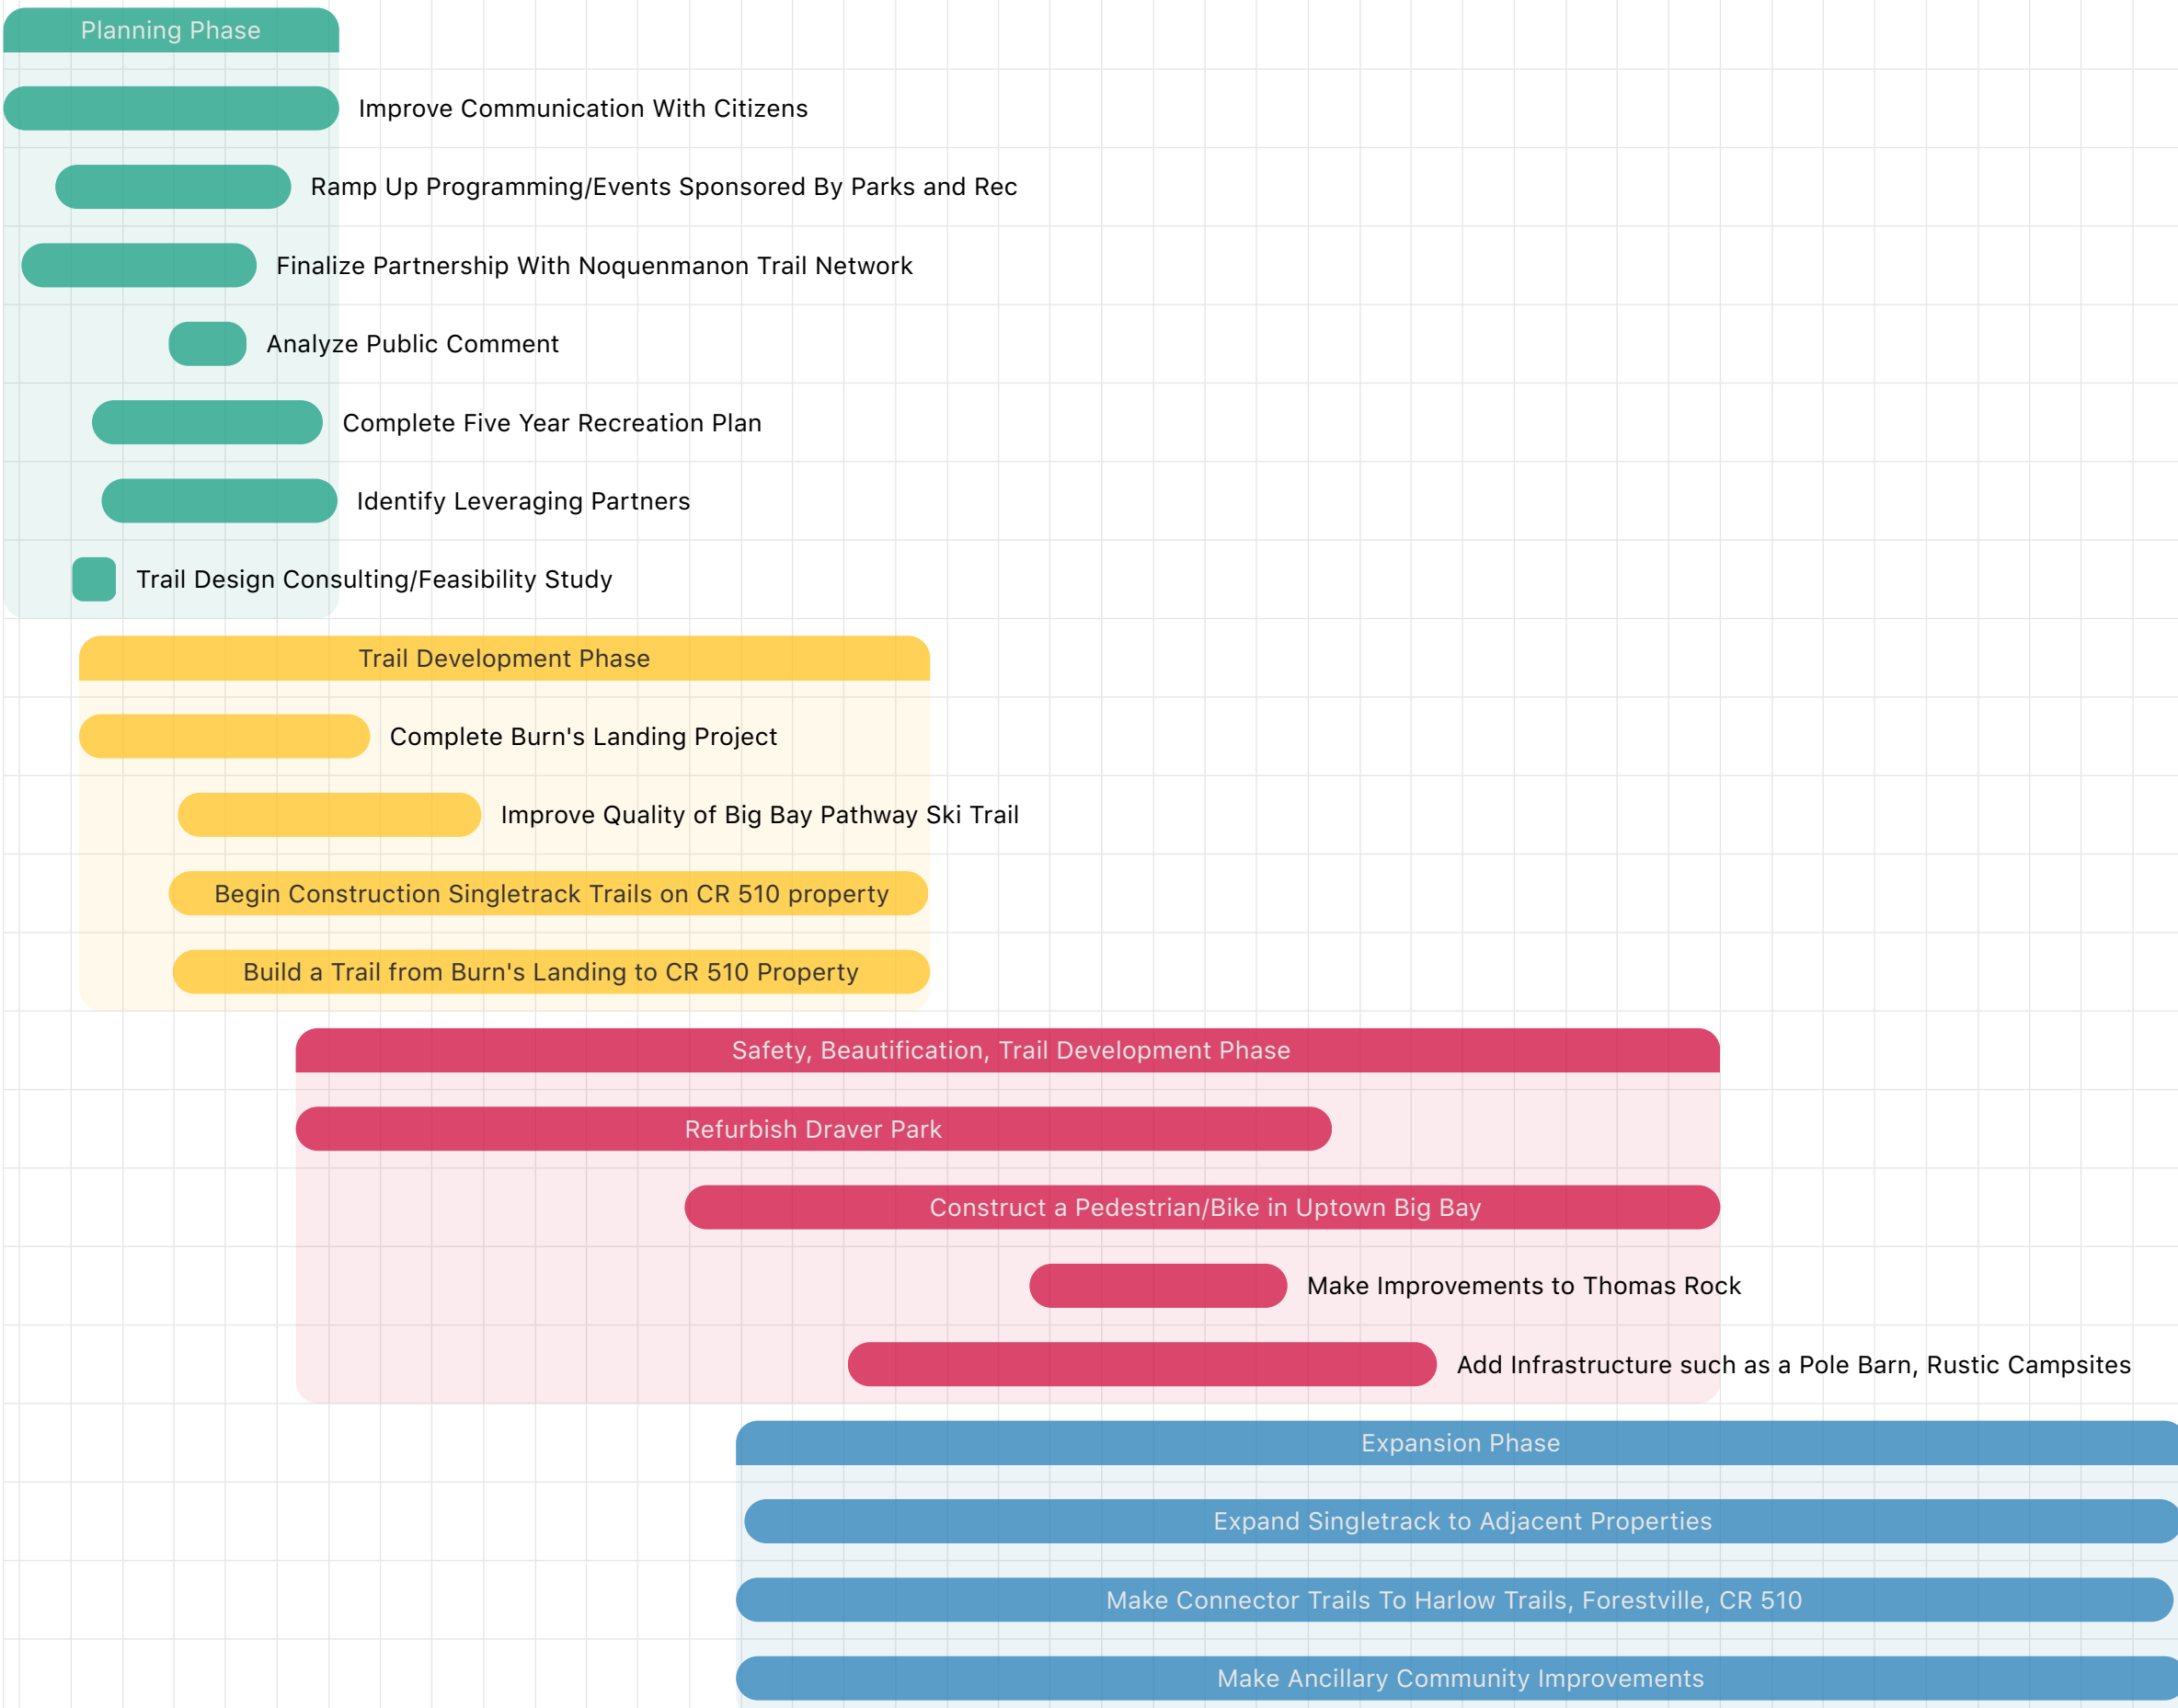 Planning Phase
Improve Communication With Citizens
Ramp Up Programming/Events Sponsored By Parks and Rec
Finalize Partnership With Noquenmanon Trail Network
Analyze Public Comment
Complete Five Year Recreation Plan
Identify Leveraging Partners
Trail Design Consulting/Feasibility Study
Trail Development Phase
Complete Burn's Landing Project
Improve Quality of Big Bay Pathway Ski Trail
Begin Construction Singletrack Trails on CR 510 property
Build a Trail from Burn's Landing to CR 510 Property
Safety, Beautification, Trail Development Phase
Refurbish Draver Park
Construct a Pedestrian/Bike in Uptown Big Bay
Make Improvements to Thomas Rock
Add Infrastructure such as a Pole Barn, Rustic Campsites
Expansion Phase
Expand Singletrack to Adjacent Properties
Make Connector Trails To Harlow Trails, Forestville, CR 510
Make Ancillary Community Improvements